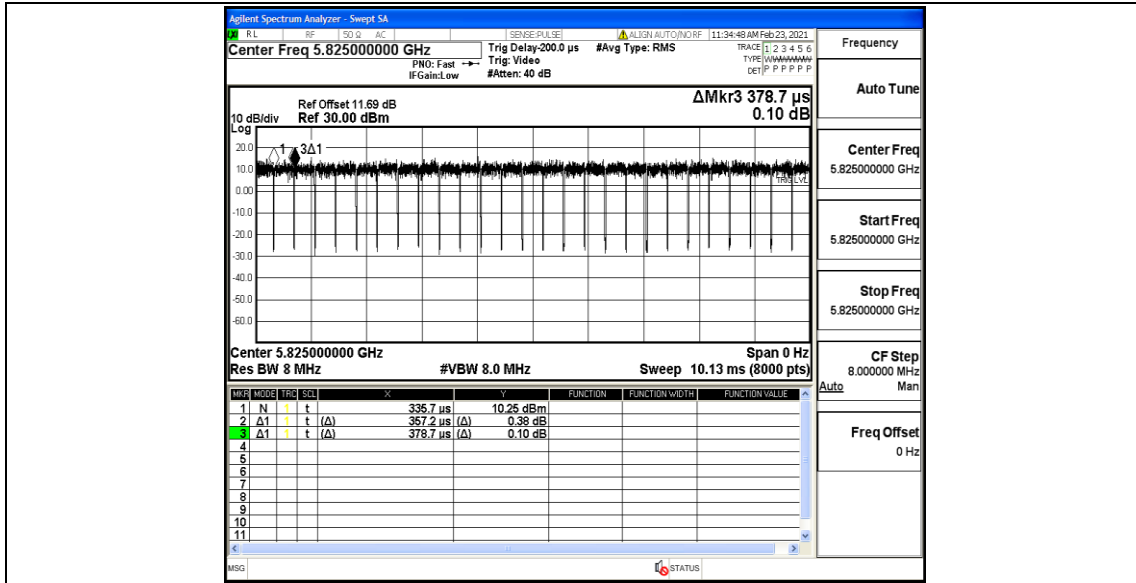 Agilent Spectrum Analyzer - Swept SA
RL RF 50 Ω AC SENSE:PULSE ALIGN AUTO/NO RF 11:34:48 AM Feb 23, 2021
Center Freq 5.825000000 GHz
PNO: Fast
IFGain:Low
Trig Delay-200.0 µs
Trig: Video
#Atten: 40 dB
#Avg Type: RMS
TRACE 1 2 3 4 5 6
TYPE
DET P P P P P P
ΔMkr3 378.7 µs
0.10 dB
Ref Offset 11.69 dB
10 dB/div Ref 30.00 dBm
Log
20.0
1 3Δ1
10.0
TRIG LVL
0.00
-10.0
-20.0
-30.0
-40.0
-50.0
-60.0
Center 5.825000000 GHz Span 0 Hz
Res BW 8 MHz #VBW 8.0 MHz Sweep 10.13 ms (8000 pts)
MKR MODE TRC SCL X Y FUNCTION FUNCTION WIDTH FUNCTION VALUE
1 N 1 t 335.7 µs 10.25 dBm
2 Δ1 1 t (Δ) 357.2 µs (Δ) 0.38 dB
3 Δ1 1 t (Δ) 378.7 µs (Δ) 0.10 dB
4
5
6
7
8
9
10
11
MSG STATUS
Frequency
Auto Tune
Center Freq
5.825000000 GHz
Start Freq
5.825000000 GHz
Stop Freq
5.825000000 GHz
CF Step
8.000000 MHz
Auto Man
Freq Offset
0 Hz